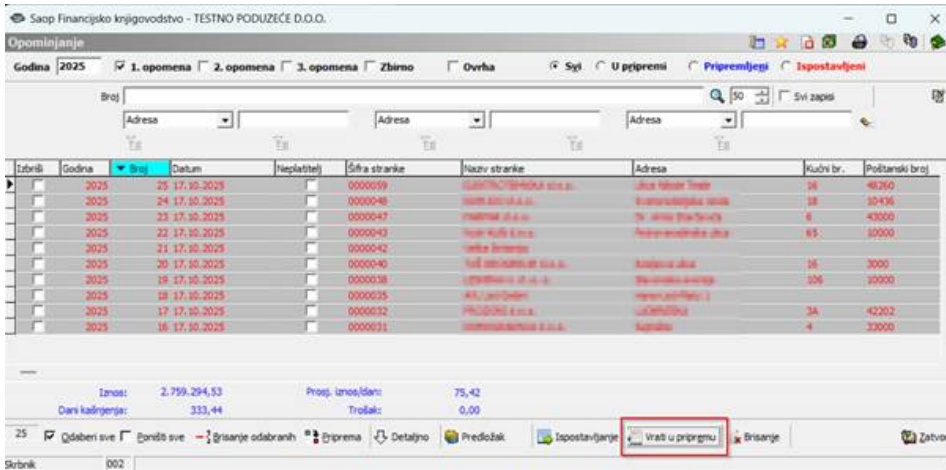 Saop Financijsko knjigovodstvo - TESTNO PODUZEĆE D.O.O.
Opominjanje
Godina 2025 1. opomena 2. opomena 3. opomena Zbirno Ovrha Svi U pripremi Pripremljeni Ispostavljeni
Broj 50 Svi zapisi
Adresa Adresa Adresa
Izbriši Godina Broj Datum Neplatitelj Šifra stranke Naziv stranke Adresa Kućni br. Poštanski broj
2025 25 17.10.2025 0000059 16 48260
2025 24 17.10.2025 0000048 18 10436
2025 23 17.10.2025 0000047 6 43000
2025 22 17.10.2025 0000043 65 10000
2025 21 17.10.2025 0000042
2025 20 17.10.2025 0000040 16 3000
2025 19 17.10.2025 0000038 106 10000
2025 18 17.10.2025 0000035
2025 17 17.10.2025 0000032 3A 42202
2025 16 17.10.2025 0000031 4 33000
Iznos: 2.759.294,53 Prosj. iznos/dan: 75,42
Dani kašnjenja: 333,44 Trošak: 0,00
25 Odaberi sve Poništi sve Brisanje odabranih Priprema Detaljno Predložak Ispostavljanje Vrati u pripremu Brisanje Zatvo
Skrbnik 002